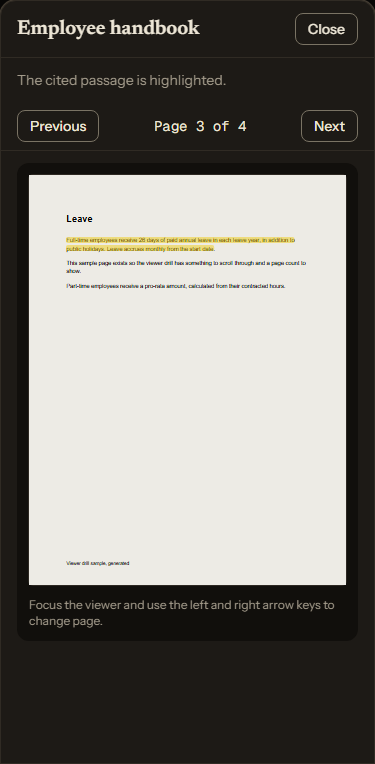 Employee handbook
Close
The cited passage is highlighted.
Previous
Page 3 of 4
Next
Leave
Full-time employees receive 26 days of paid annual leave in each leave year, in addition to
public holidays. Leave accrues monthly from the start date.
This sample page exists so the viewer drill has something to scroll through and a page count to
show.
Part-time employees receive a pro-rata amount, calculated from their contracted hours.
Viewer drill sample, generated
Focus the viewer and use the left and right arrow keys to
change page.